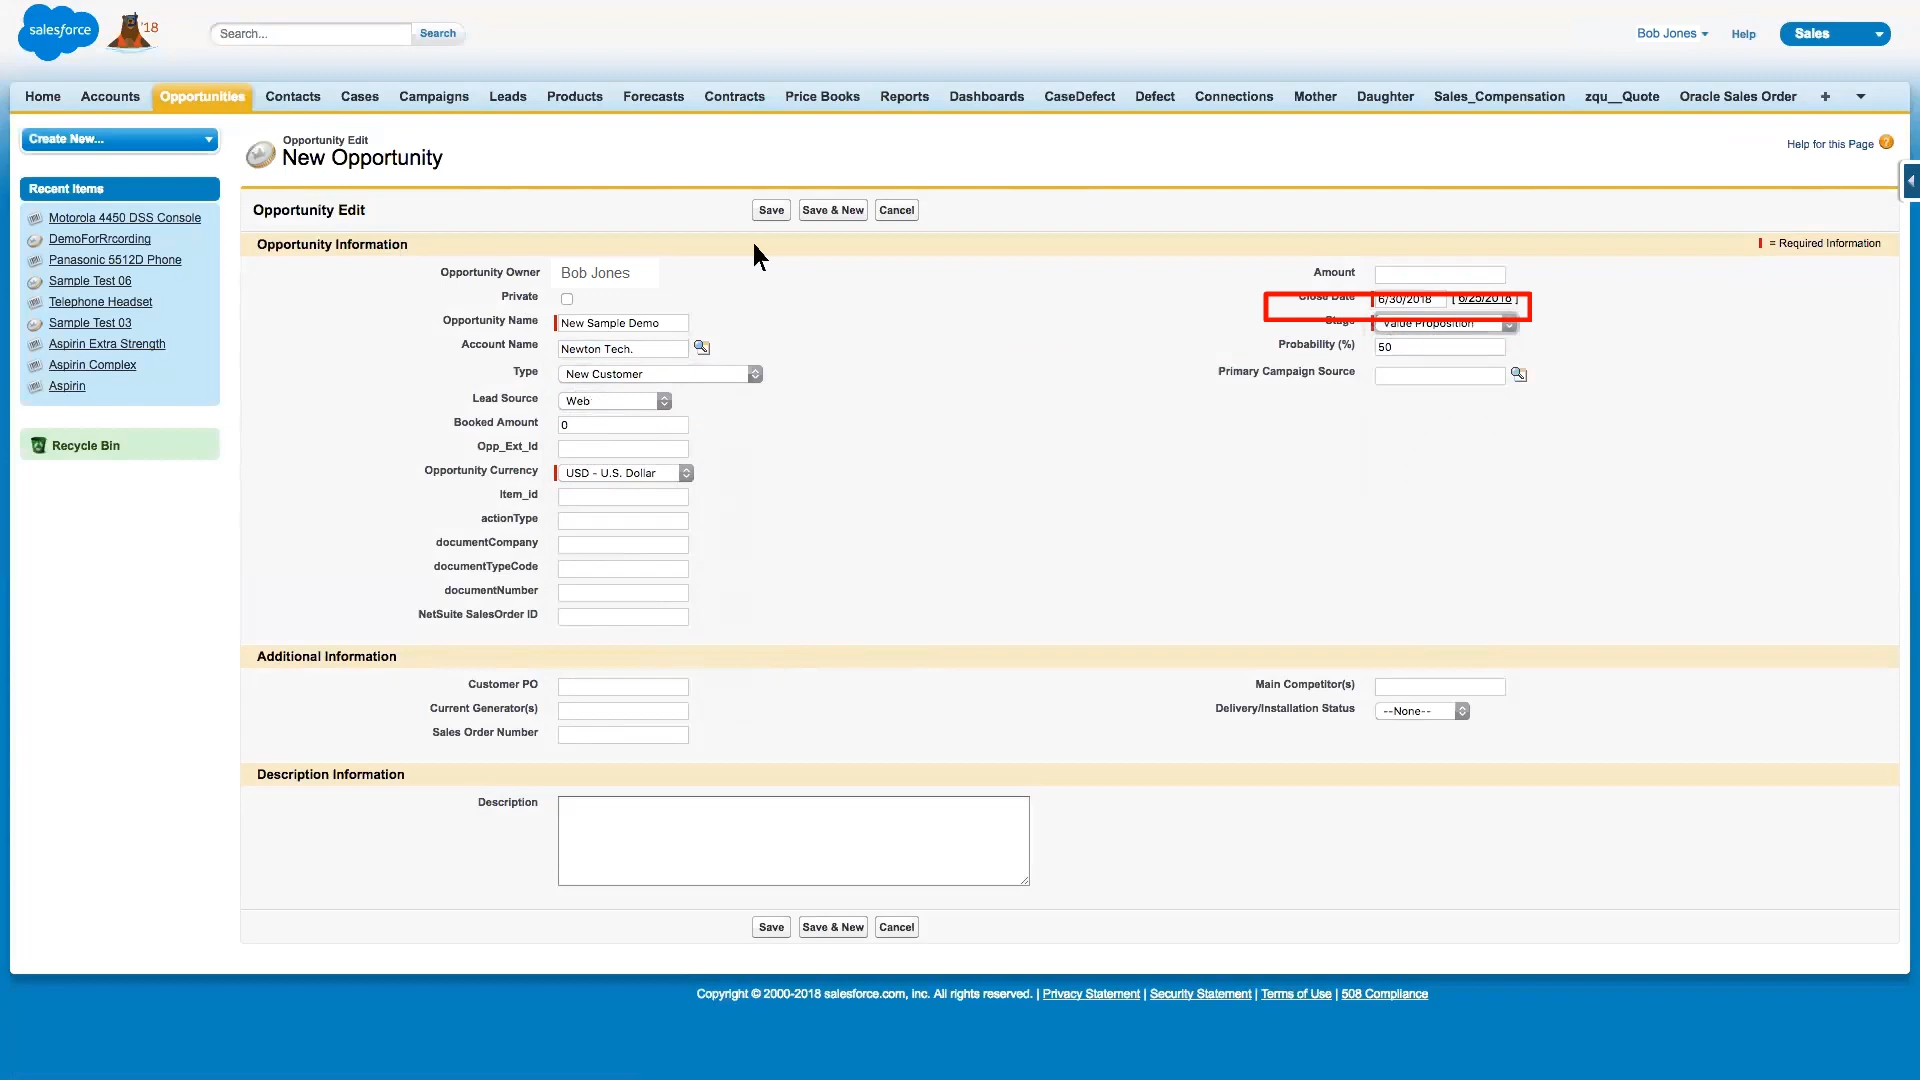 salesforce
'18
Search...
Search
Bob Jones
Help
Sales
Home
Accounts
Opportunities
Contacts
Cases
Campaigns
Leads
Products
Forecasts
Contracts
Price Books
Reports
Dashboards
CaseDefect
Defect
Connections
Mother
Daughter
Sales_Compensation
zqu__Quote
Oracle Sales Order
+
Create New...
Recent Items
Motorola 4450 DSS Console
DemoForRrcording
Panasonic 5512D Phone
Sample Test 06
Telephone Headset
Sample Test 03
Aspirin Extra Strength
Aspirin Complex
Aspirin
Recycle Bin
Opportunity Edit
New Opportunity
Help for this Page ?
Opportunity Edit
Save
Save & New
Cancel
Opportunity Information
= Required Information
Opportunity Owner Bob Jones
Private
Opportunity Name New Sample Demo
Account Name Newton Tech.
Type New Customer
Lead Source Web
Booked Amount 0
Opp_Ext_Id
Opportunity Currency USD - U.S. Dollar
Item_id
actionType
documentCompany
documentTypeCode
documentNumber
NetSuite SalesOrder ID
Amount
Close Date 6/30/2018 [ 6/25/2018 ]
Stage Value Proposition
Probability (%) 50
Primary Campaign Source
Additional Information
Customer PO
Current Generator(s)
Sales Order Number
Main Competitor(s)
Delivery/Installation Status --None--
Description Information
Description
Save
Save & New
Cancel
Copyright © 2000-2018 salesforce.com, inc. All rights reserved. | Privacy Statement | Security Statement | Terms of Use | 508 Compliance